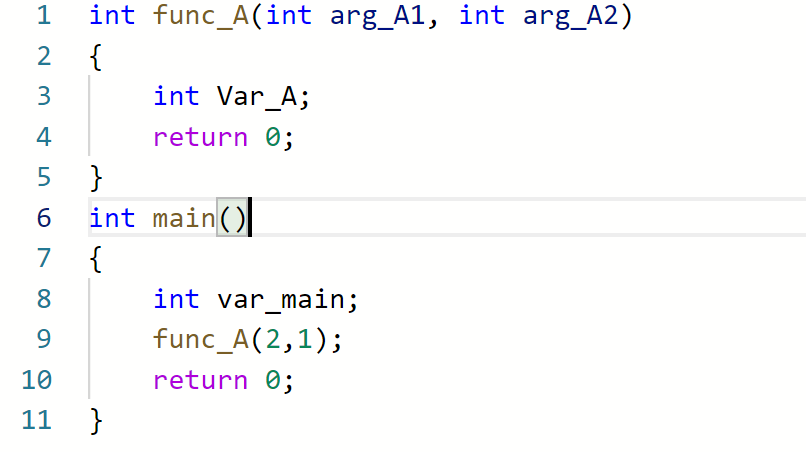 1 int func_A(int arg_A1, int arg_A2)
2 {
3     int Var_A;
4     return 0;
5 }
6 int main()
7 {
8     int var_main;
9     func_A(2,1);
10     return 0;
11 }